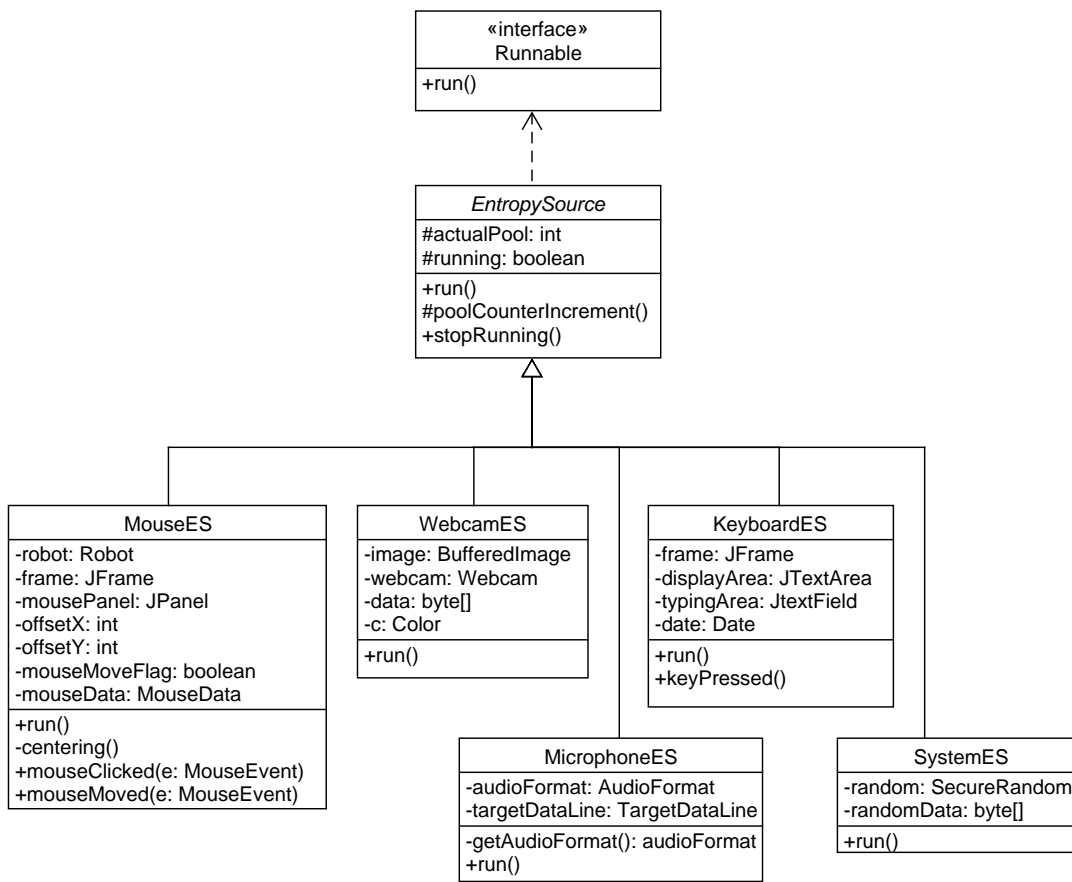 «interface»
Runnable
+run()
EntropySource
#actualPool: int
#running: boolean
+run()
#poolCounterIncrement()
+stopRunning()
MouseES
-robot: Robot
-frame: JFrame
-mousePanel: JPanel
-offsetX: int
-offsetY: int
-mouseMoveFlag: boolean
-mouseData: MouseData
+run()
-centering()
+mouseClicked(e: MouseEvent)
+mouseMoved(e: MouseEvent)
WebcamES
-image: BufferedImage
-webcam: Webcam
-data: byte[]
-c: Color
+run()
KeyboardES
-frame: JFrame
-displayArea: JTextArea
-typingArea: JtextField
-date: Date
+run()
+keyPressed()
MicrophoneES
-audioFormat: AudioFormat
-targetDataLine: TargetDataLine
-getAudioFormat(): audioFormat
+run()
SystemES
-random: SecureRandom
-randomData: byte[]
+run()